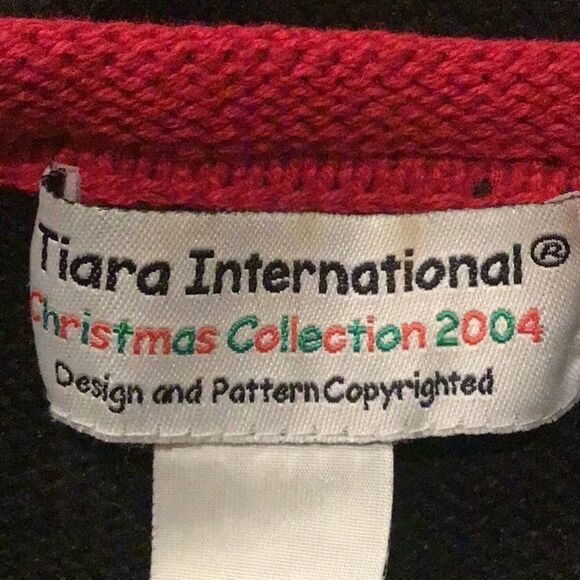 Tiara International®
Christmas Collection 2004
Design and Pattern Copyrighted